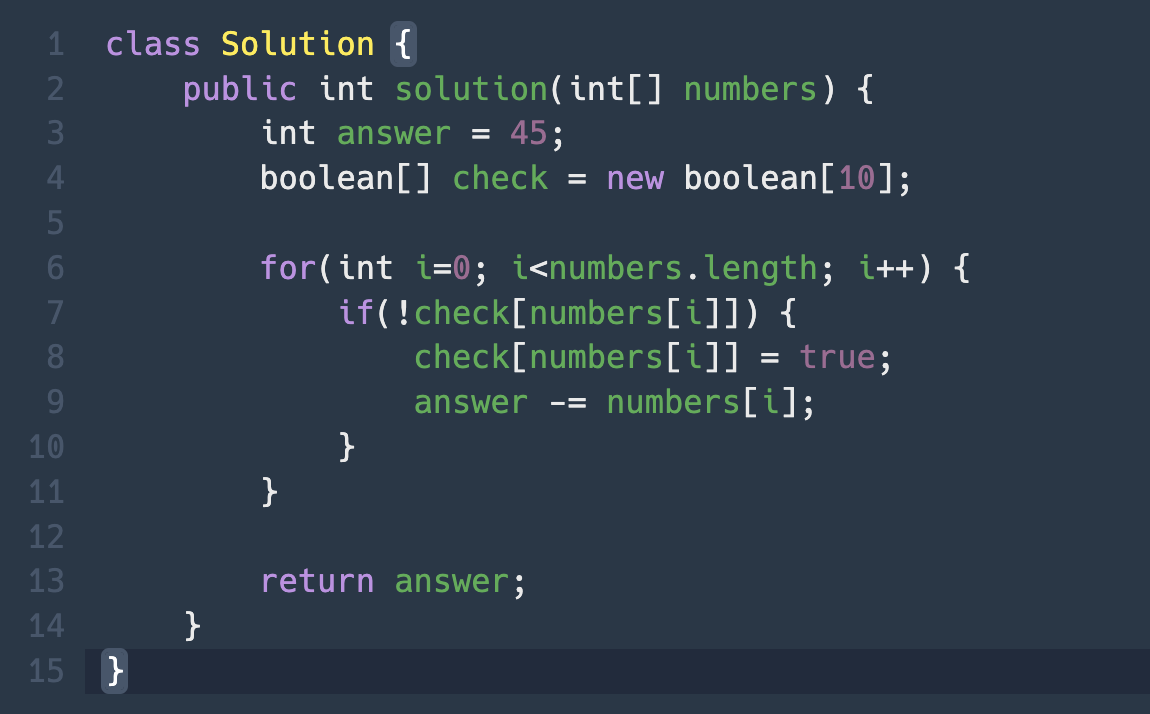 1 class Solution {
2     public int solution(int[] numbers) {
3         int answer = 45;
4         boolean[] check = new boolean[10];
5
6         for(int i=0; i<numbers.length; i++) {
7             if(!check[numbers[i]]) {
8                 check[numbers[i]] = true;
9                 answer -= numbers[i];
10             }
11         }
12
13         return answer;
14     }
15 }